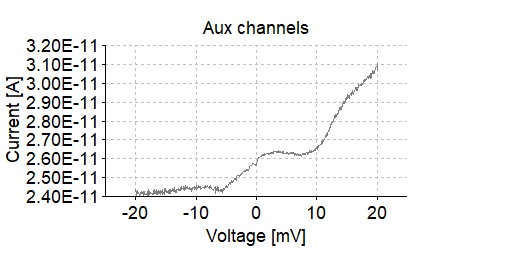 Aux channels
3.20E-11
3.10E-11
3.00E-11
2.90E-11
2.80E-11
2.70E-11
2.60E-11
2.50E-11
2.40E-11
Current [A]
-20 -10 0 10 20
Voltage [mV]